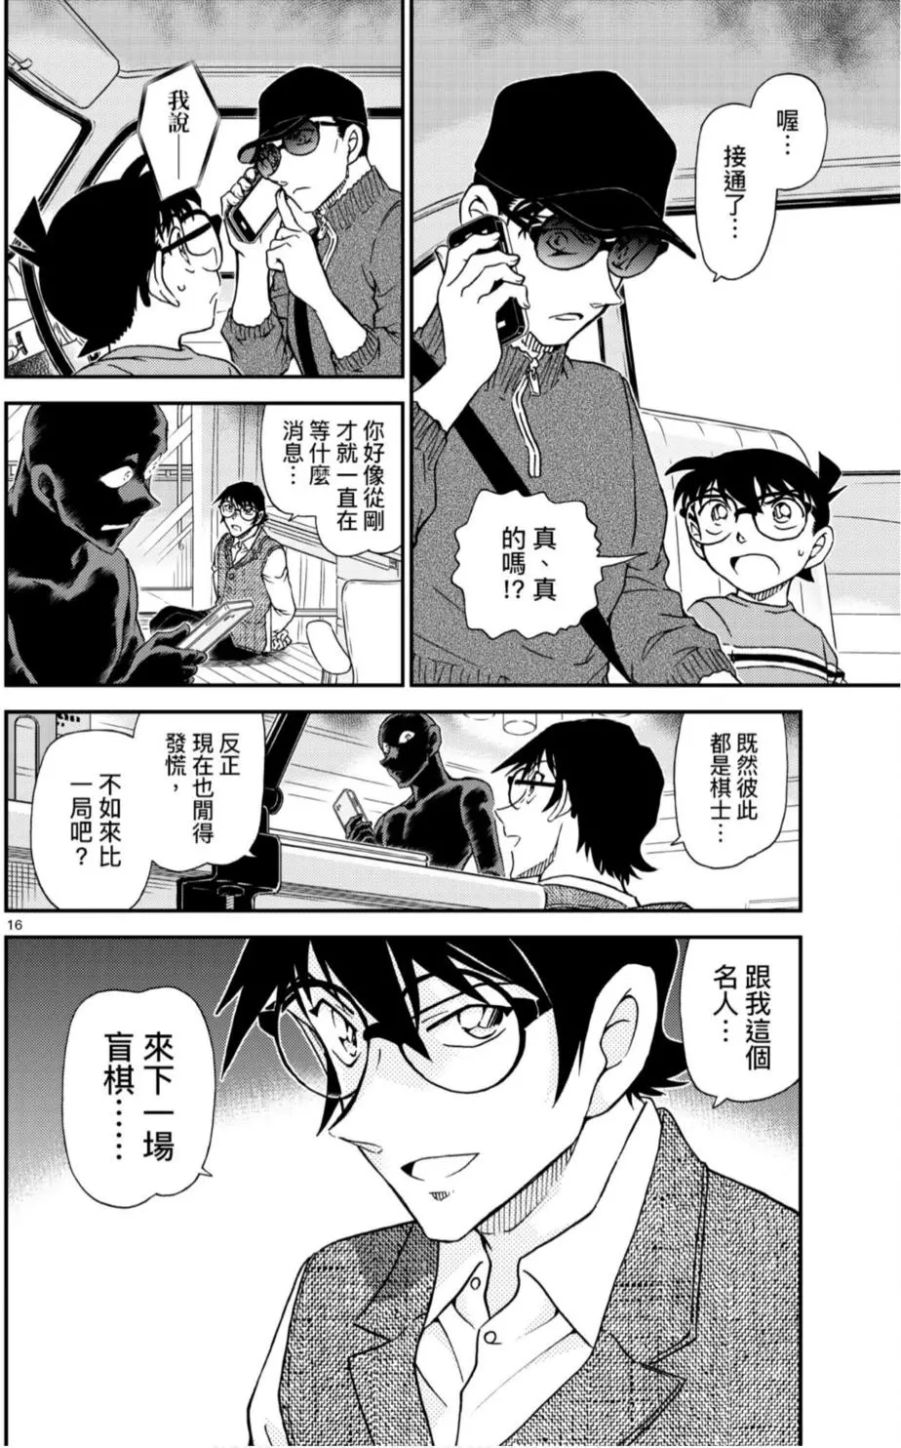 喔…
接通了…
真、真
的嗎!?
我說——
你好像從剛
才就一直在
等什麼
消息…
既然彼此
都是棋士…
反正
現在也閒得
發慌，
不如來比
一局吧？
16
跟我這個
名人…
來下一場
盲棋……